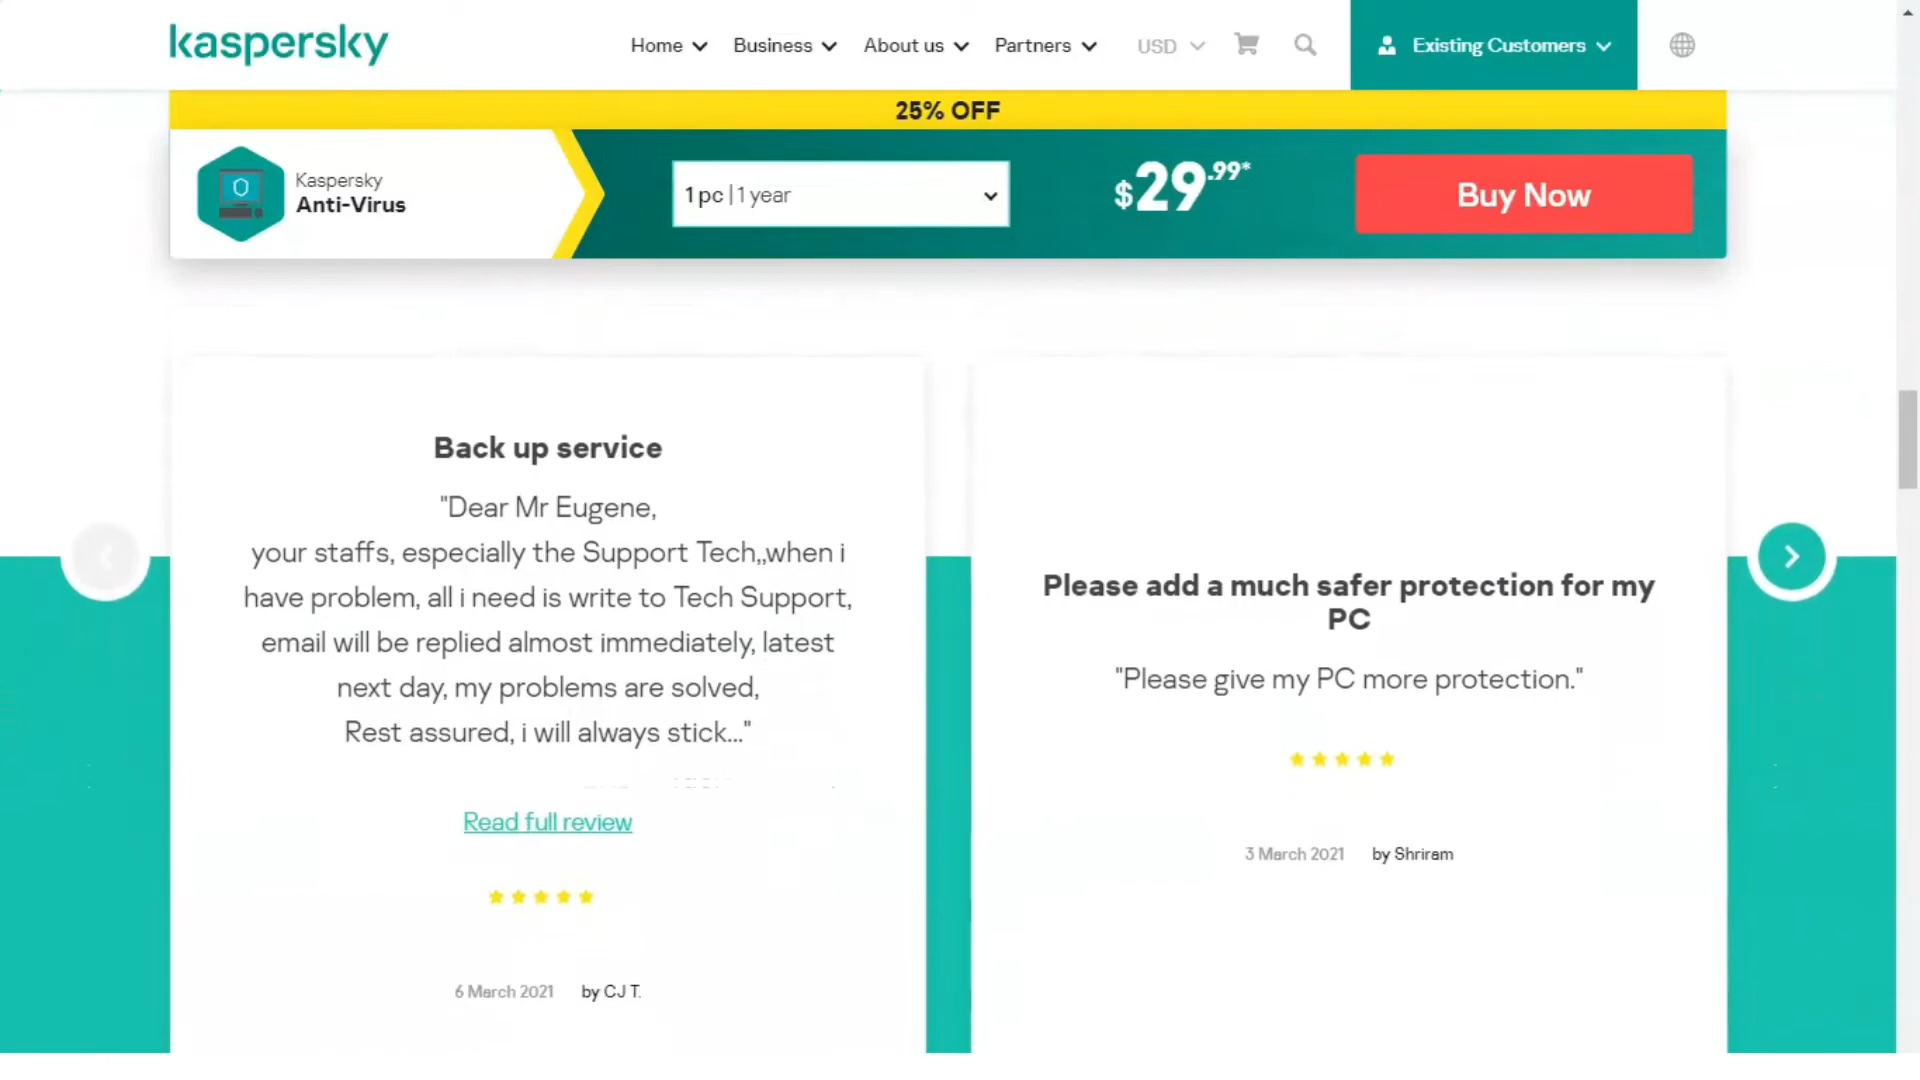 kaspersky
Home Business About us Partners USD Existing Customers
25% OFF
Kaspersky
Anti-Virus
1 pc | 1 year
$29.99*
Buy Now
Back up service
"Dear Mr Eugene,
your staffs, especially the Support Tech,,when i
have problem, all i need is write to Tech Support,
email will be replied almost immediately, latest
next day, my problems are solved,
Rest assured, i will always stick..."
Read full review
6 March 2021 by CJ T.
Please add a much safer protection for my
PC
"Please give my PC more protection."
3 March 2021 by Shriram